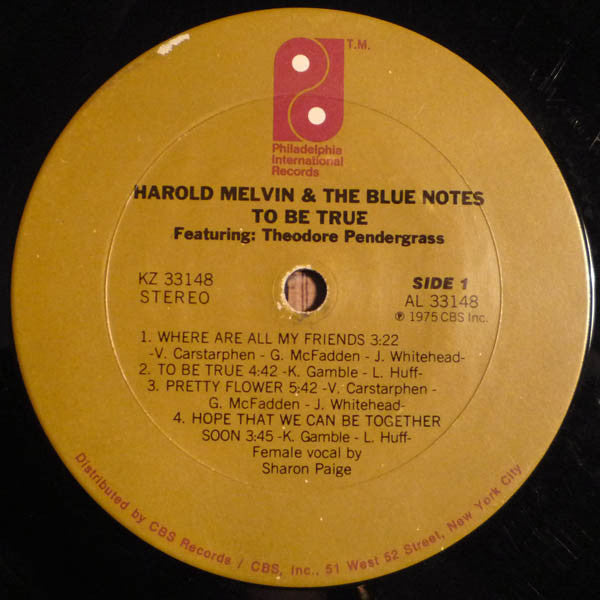 T.M.
Philadelphia
International
Records
HAROLD MELVIN & THE BLUE NOTES
TO BE TRUE
Featuring: Theodore Pendergrass
KZ 33148
STEREO
SIDE 1
AL 33148
℗ 1975 CBS Inc.
1. WHERE ARE ALL MY FRIENDS 3:22
-V. Carstarphen - G. McFadden - J. Whitehead-
2. TO BE TRUE 4:42 -K. Gamble - L. Huff-
3. PRETTY FLOWER 5:42 -V. Carstarphen -
G. McFadden - J. Whitehead-
4. HOPE THAT WE CAN BE TOGETHER
SOON 3:45 -K. Gamble - L. Huff-
Female vocal by
Sharon Paige
Distributed by CBS Records / CBS, Inc., 51 West 52 Street, New York City